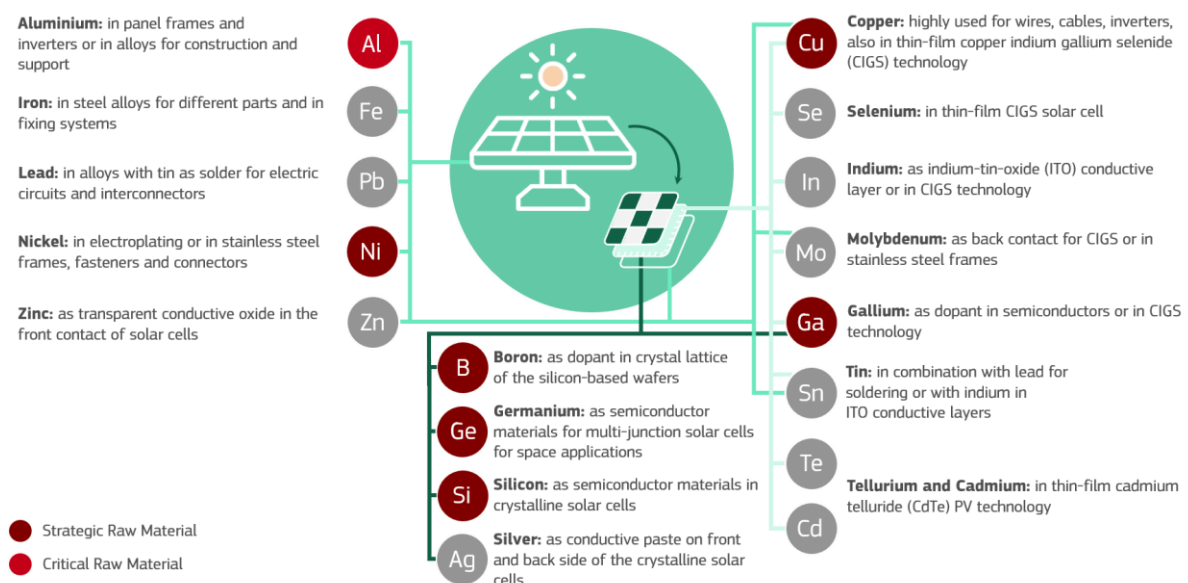 Aluminium: in panel frames and
inverters or in alloys for construction and
support
Al
Iron: in steel alloys for different parts and in
fixing systems
Fe
Lead: in alloys with tin as solder for electric
circuits and interconnectors
Pb
Nickel: in electroplating or in stainless steel
frames, fasteners and connectors
Ni
Zinc: as transparent conductive oxide in the
front contact of solar cells
Zn
Cu
Copper: highly used for wires, cables, inverters,
also in thin-film copper indium gallium selenide
(CIGS) technology
Se
Selenium: in thin-film CIGS solar cell
In
Indium: as indium-tin-oxide (ITO) conductive
layer or in CIGS technology
Mo
Molybdenum: as back contact for CIGS or in
stainless steel frames
Ga
Gallium: as dopant in semiconductors or in CIGS
technology
Sn
Tin: in combination with lead for
soldering or with indium in
ITO conductive layers
Te
Cd
Tellurium and Cadmium: in thin-film cadmium
telluride (CdTe) PV technology
B
Boron: as dopant in crystal lattice
of the silicon-based wafers
Ge
Germanium: as semiconductor
materials for multi-junction solar cells
for space applications
Si
Silicon: as semiconductor materials in
crystalline solar cells
Ag
Silver: as conductive paste on front
and back side of the crystalline solar
cells
Strategic Raw Material
Critical Raw Material